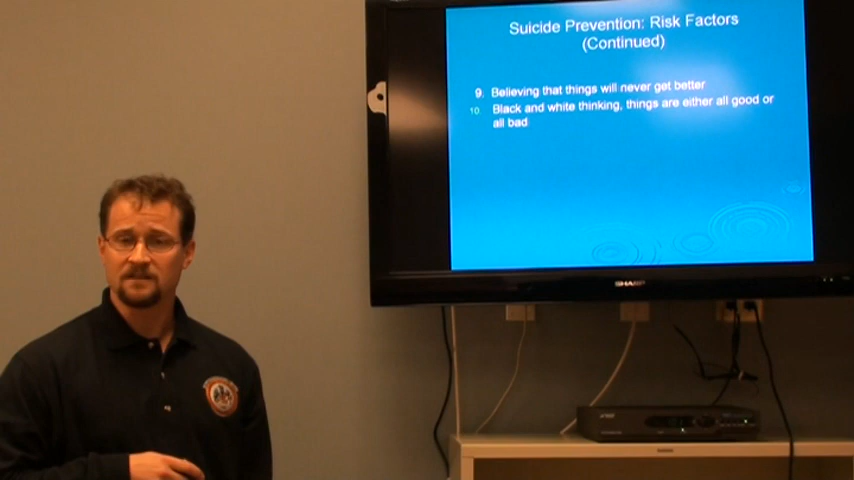 Suicide Prevention: Risk Factors
(Continued)
9. Believing that things will never get better
10. Black and white thinking, things are either all good or
all bad
SHARP